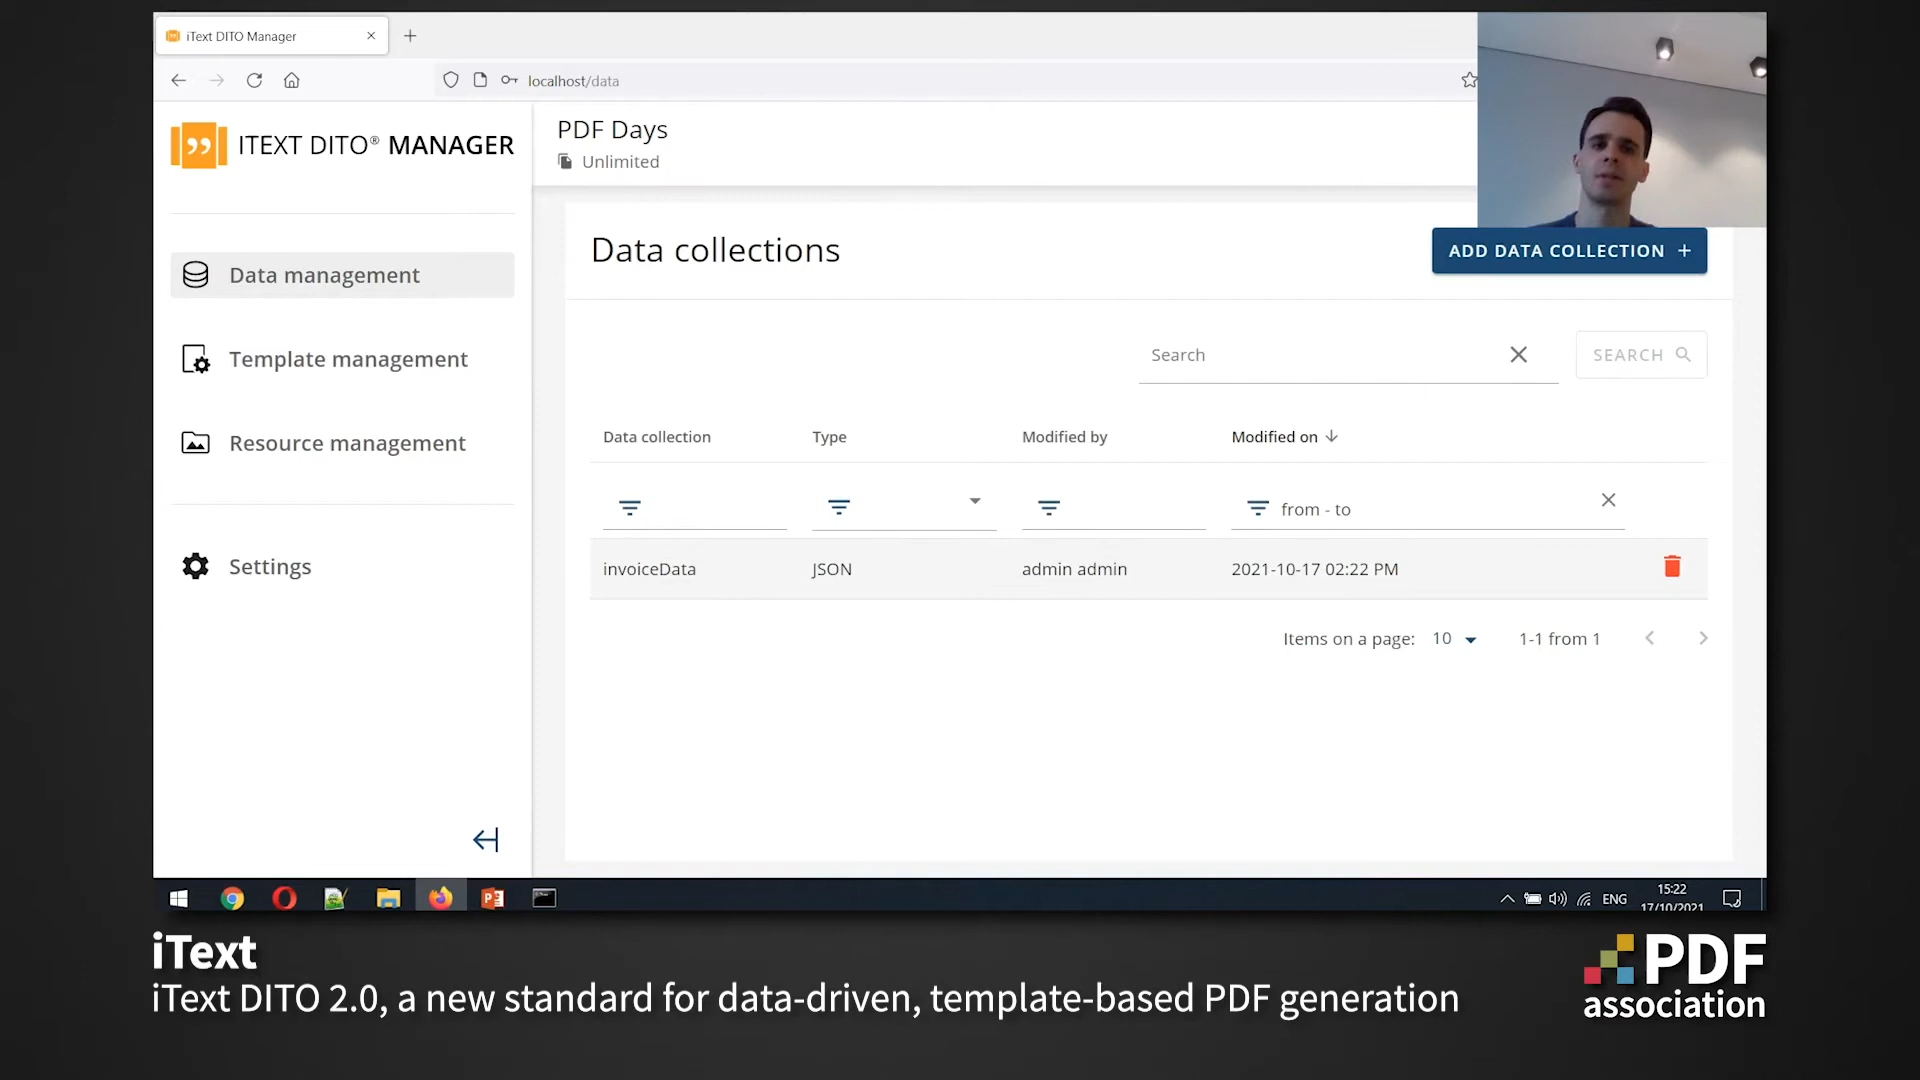 iText DITO Manager
localhost/data
ITEXT DITO® MANAGER
PDF Days
Unlimited
Data management
Template management
Resource management
Settings
Data collections
ADD DATA COLLECTION +
Search
SEARCH
Data collection Type Modified by Modified on
from - to
invoiceData JSON admin admin 2021-10-17 02:22 PM
Items on a page: 10 1-1 from 1
ENG
15:22
17/10/2021
iText
iText DITO 2.0, a new standard for data-driven, template-based PDF generation
PDF
association